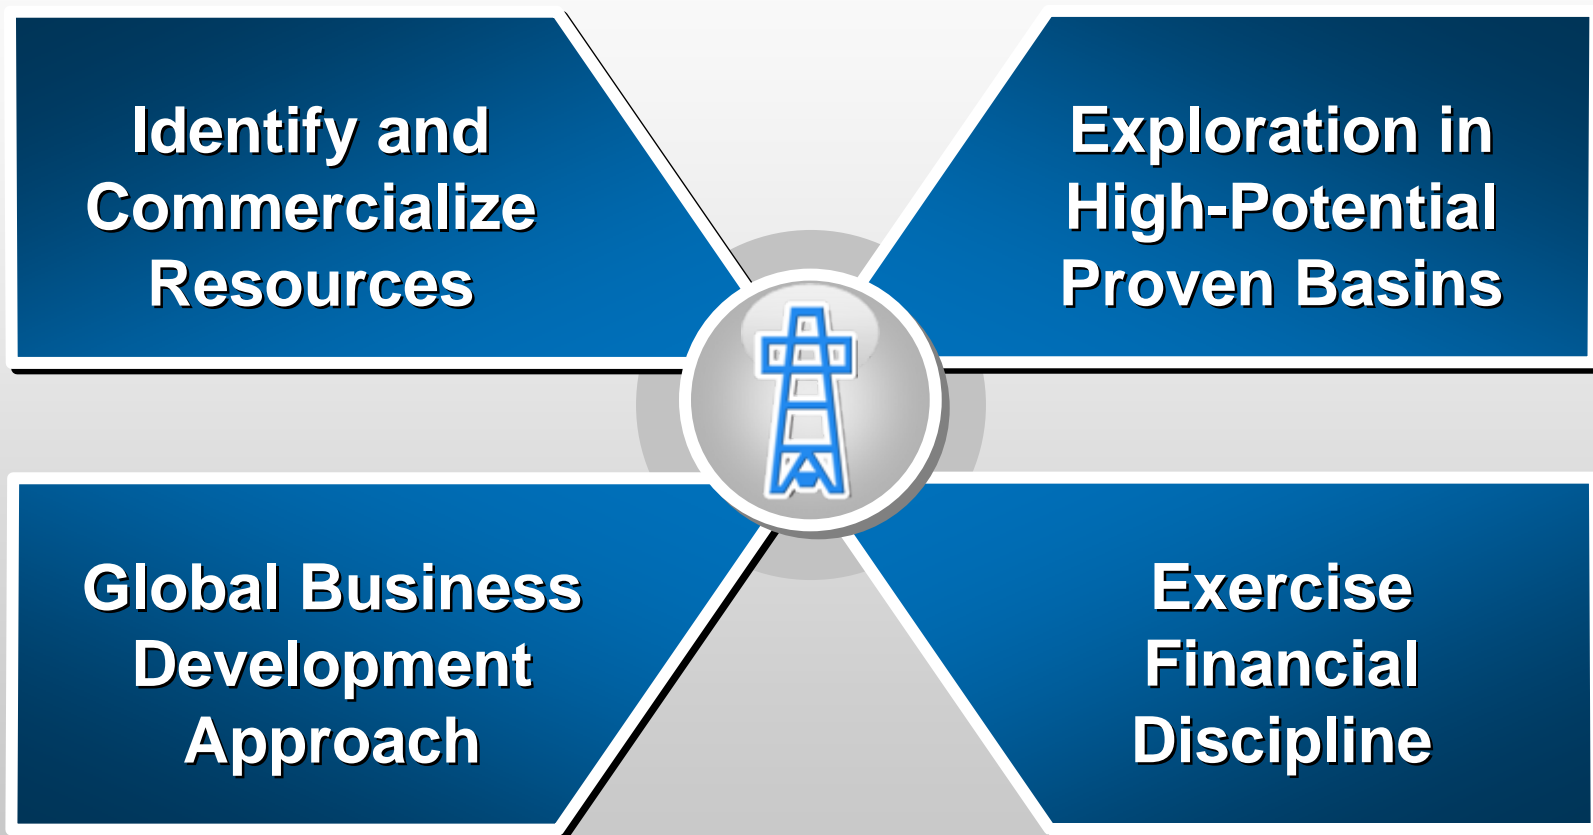 Identify and
Commercialize
Resources
Exploration in
High-Potential
Proven Basins
Global Business
Development
Approach
Exercise
Financial
Discipline